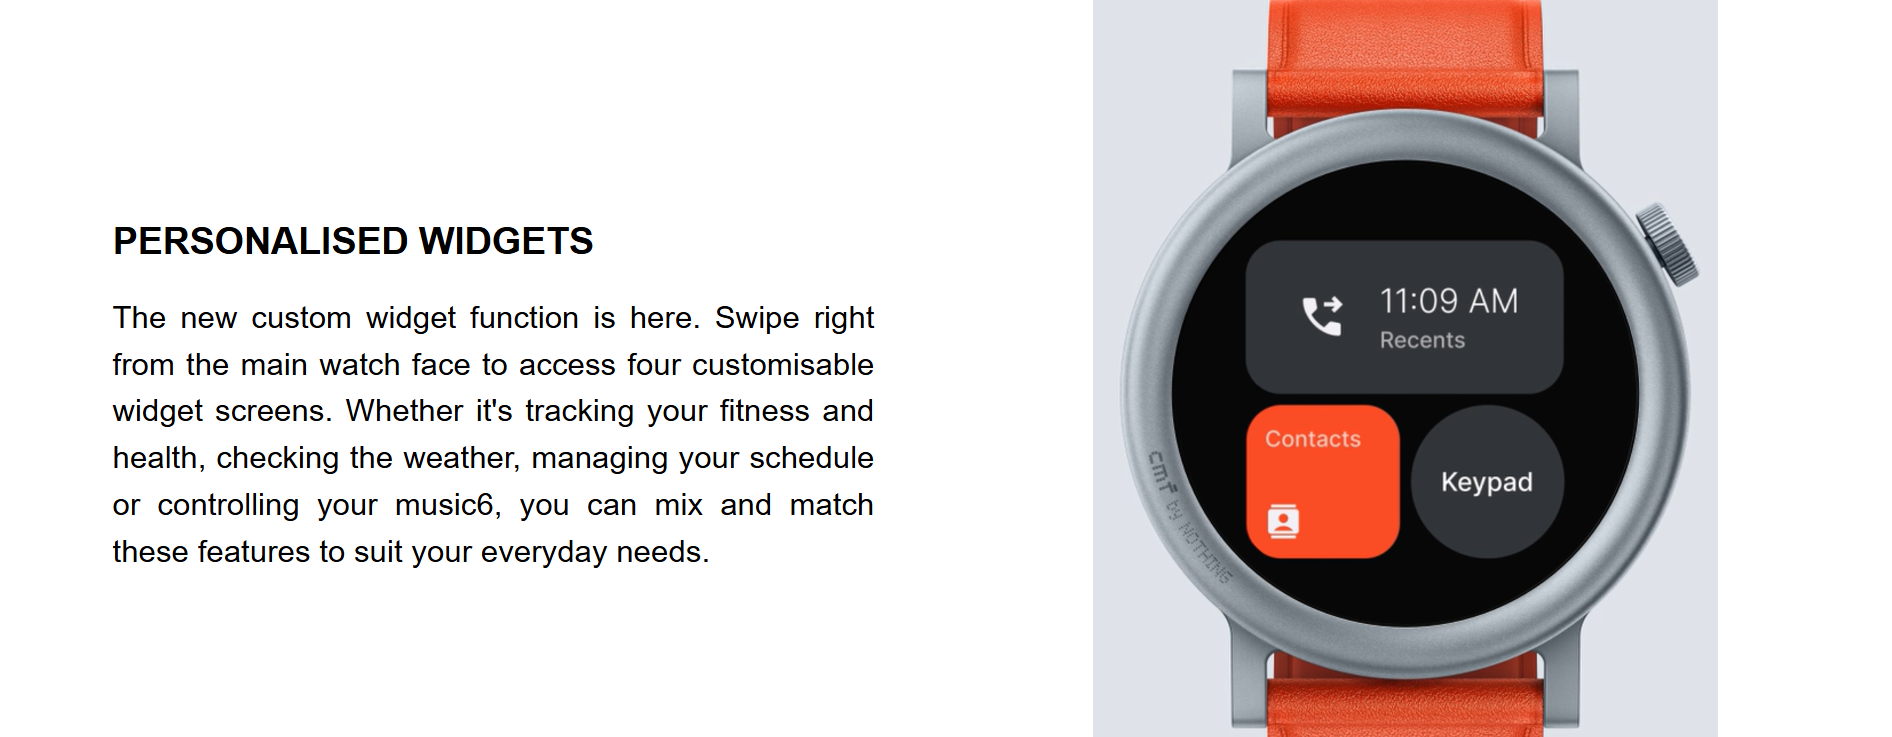 PERSONALISED WIDGETS
The new custom widget function is here. Swipe right
from the main watch face to access four customisable
widget screens. Whether it's tracking your fitness and
health, checking the weather, managing your schedule
or controlling your music6, you can mix and match
these features to suit your everyday needs.
11:09 AM
Recents
Contacts
Keypad
cmf by NOTHING